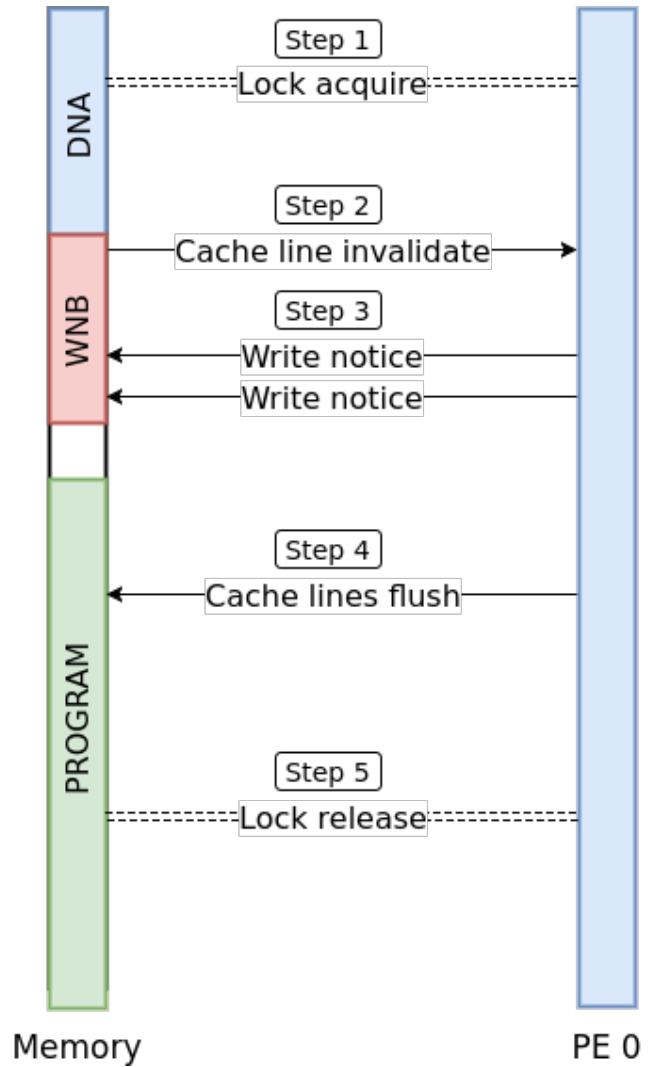 Step 1
Lock acquire
DNA
Step 2
Cache line invalidate
Step 3
WNB
Write notice
Write notice
Step 4
Cache lines flush
PROGRAM
Step 5
Lock release
Memory
PE 0